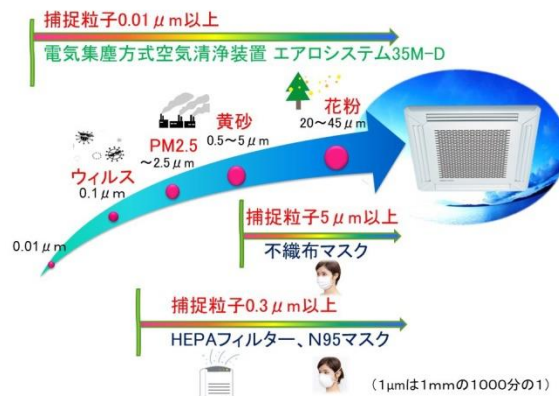 捕捉粒子0.01μm以上
電気集塵方式空気清浄装置 エアロシステム35M-D
花粉
20～45μm
黄砂
0.5～5μm
PM2.5
～2.5μm
ウィルス
0.1μm
0.01μm
捕捉粒子5μm以上
不織布マスク
捕捉粒子0.3μm以上
HEPAフィルター、N95マスク
（1μmは1mmの1000分の1）